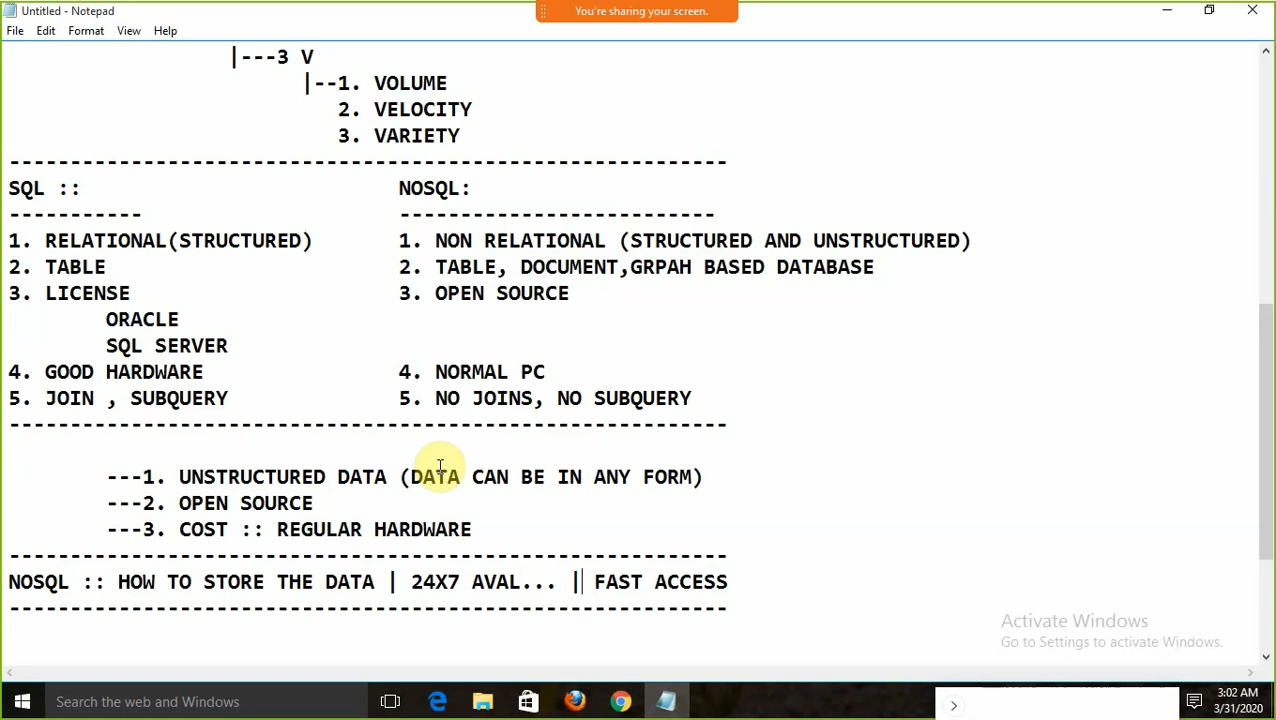 Untitled - Notepad
You're sharing your screen.
File Edit Format View Help
|---3 V
|--1. VOLUME
2. VELOCITY
3. VARIETY
-----------------------------------------------------------
SQL :: NOSQL:
----------- --------------------------
1. RELATIONAL(STRUCTURED) 1. NON RELATIONAL (STRUCTURED AND UNSTRUCTURED)
2. TABLE 2. TABLE, DOCUMENT,GRPAH BASED DATABASE
3. LICENSE 3. OPEN SOURCE
ORACLE
SQL SERVER
4. GOOD HARDWARE 4. NORMAL PC
5. JOIN , SUBQUERY 5. NO JOINS, NO SUBQUERY
-----------------------------------------------------------
---1. UNSTRUCTURED DATA (DATA CAN BE IN ANY FORM)
---2. OPEN SOURCE
---3. COST :: REGULAR HARDWARE
-----------------------------------------------------------
NOSQL :: HOW TO STORE THE DATA | 24X7 AVAL... | FAST ACCESS
-----------------------------------------------------------
Activate Windows
Go to Settings to activate Windows.
Search the web and Windows
3:02 AM
3/31/2020